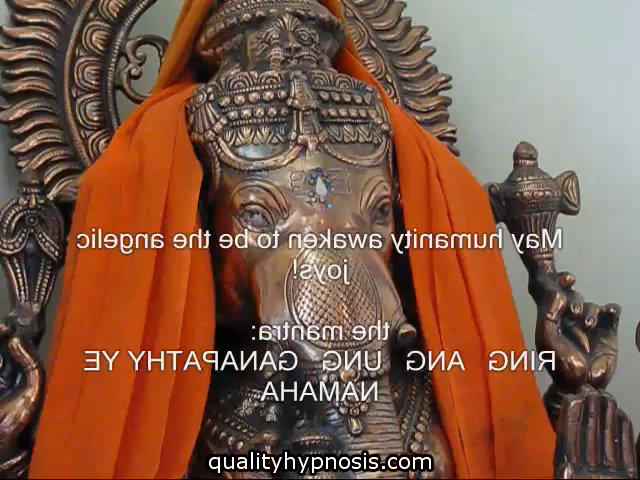 May humanity awaken to be the angelic
joys!
the mantra:
RING ANG UNG GANAPATHY YE
NAMAHA
qualityhypnosis.com